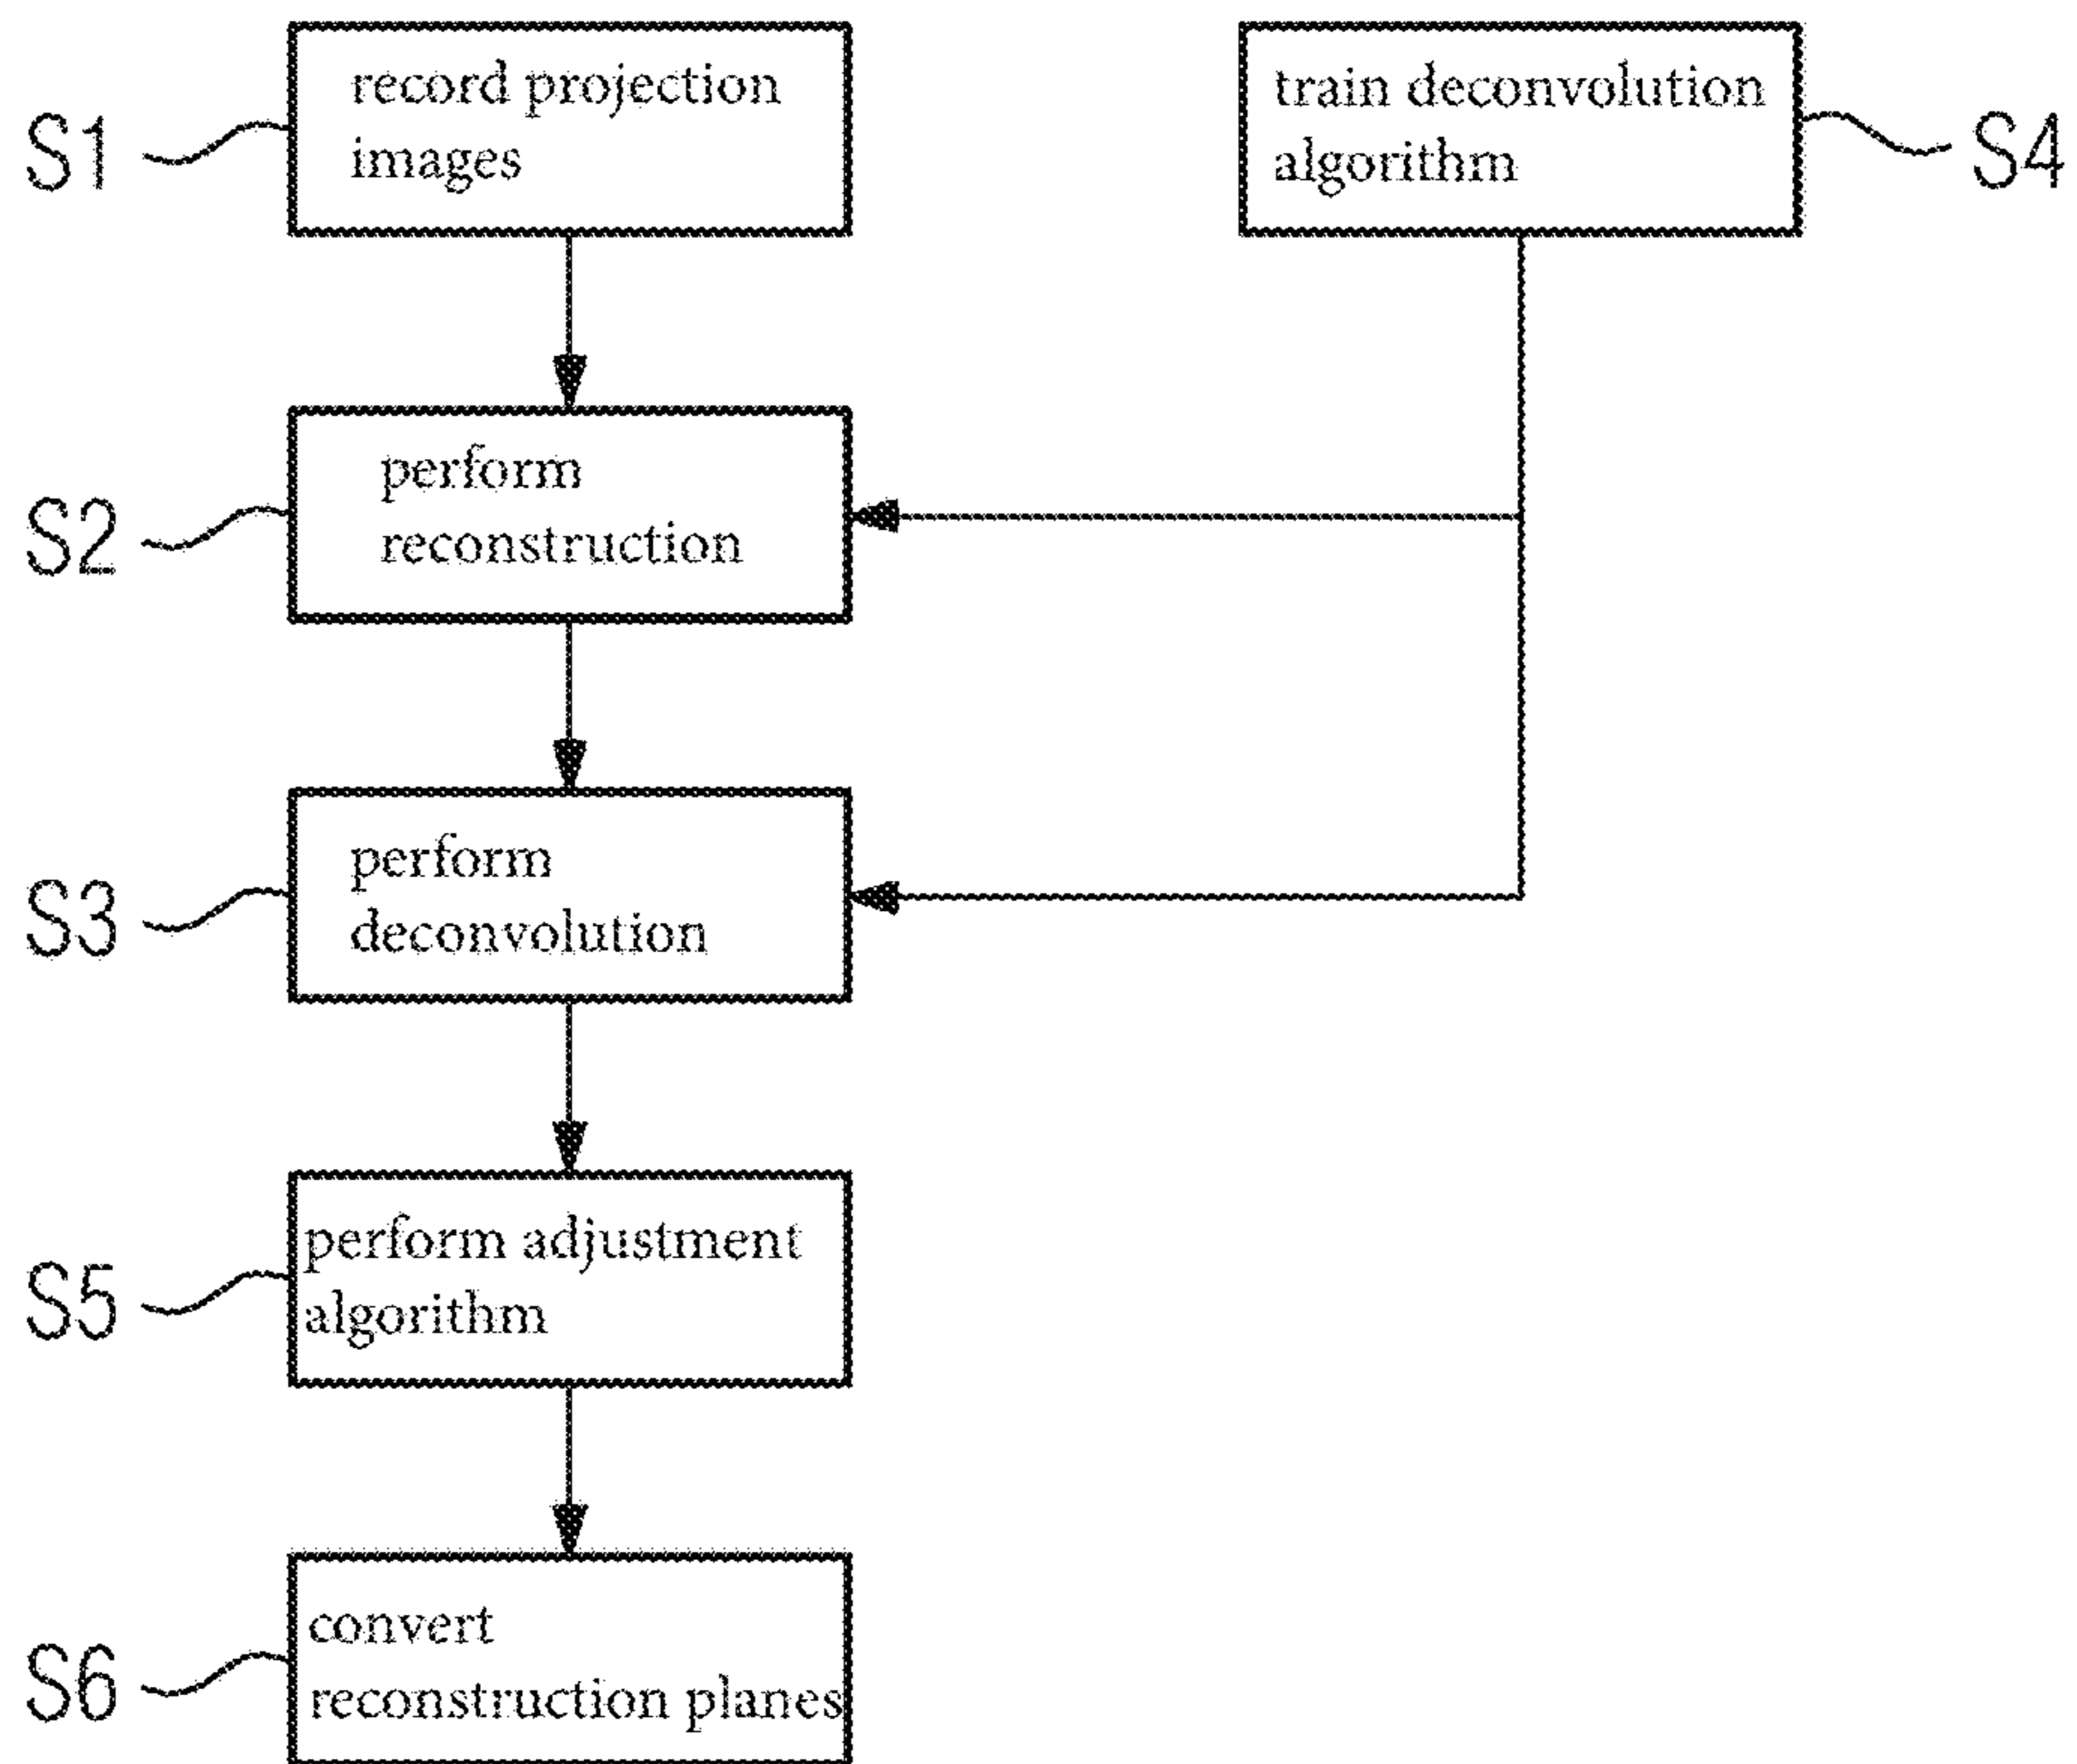 S1
record projection
images
train deconvolution
algorithm
S4
S2
perform
reconstruction
S3
perform
deconvolution
S5
perform adjustment
algorithm
S6
convert
reconstruction planes